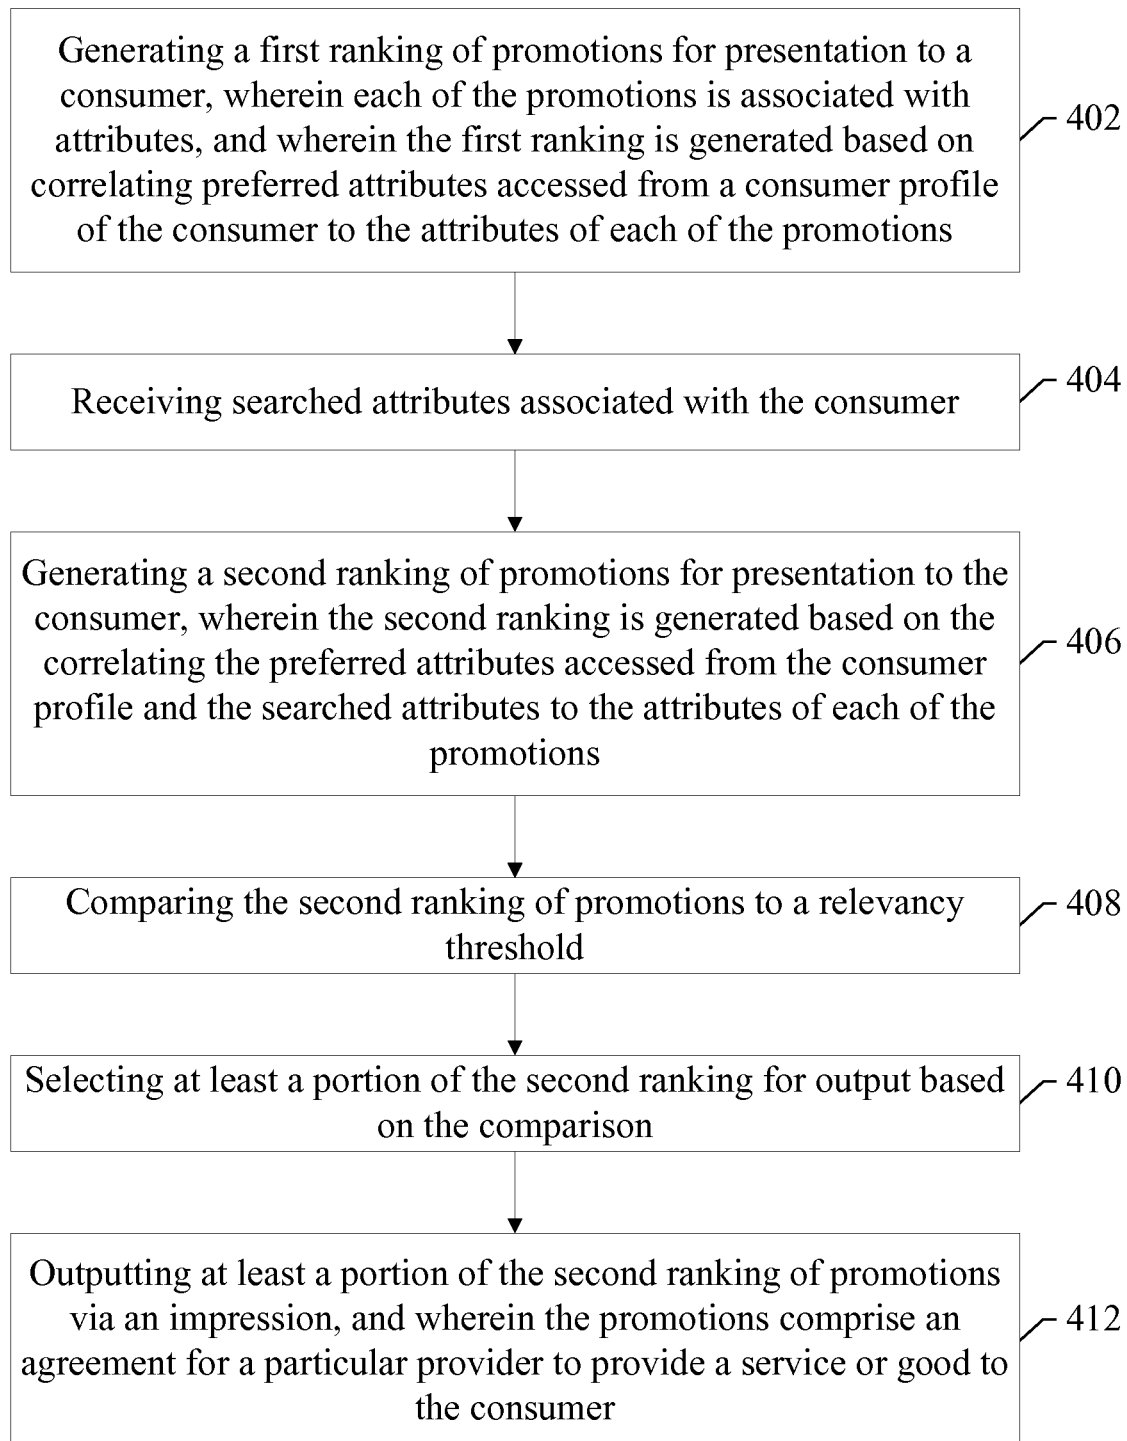 Generating a first ranking of promotions for presentation to a
consumer, wherein each of the promotions is associated with
attributes, and wherein the first ranking is generated based on
correlating preferred attributes accessed from a consumer profile
of the consumer to the attributes of each of the promotions
402
Receiving searched attributes associated with the consumer
404
Generating a second ranking of promotions for presentation to the
consumer, wherein the second ranking is generated based on the
correlating the preferred attributes accessed from the consumer
profile and the searched attributes to the attributes of each of the
promotions
406
Comparing the second ranking of promotions to a relevancy
threshold
408
Selecting at least a portion of the second ranking for output based
on the comparison
410
Outputting at least a portion of the second ranking of promotions
via an impression, and wherein the promotions comprise an
agreement for a particular provider to provide a service or good to
the consumer
412